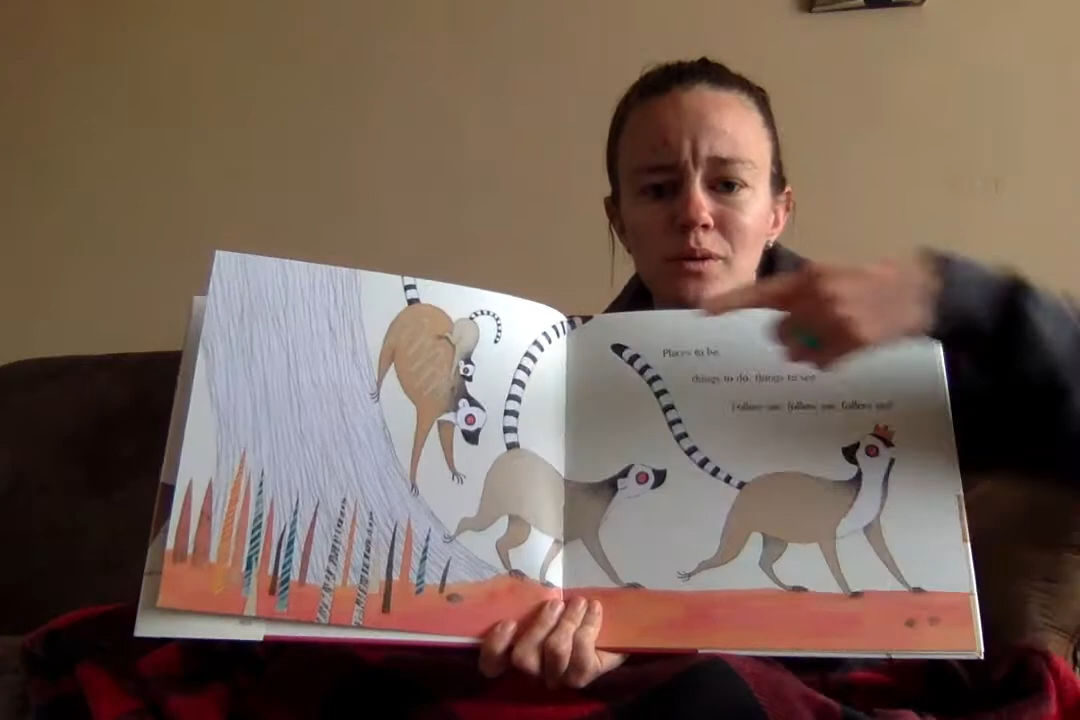 Places to be,
things to do, things to see.
Follow me, follow me, follow me!